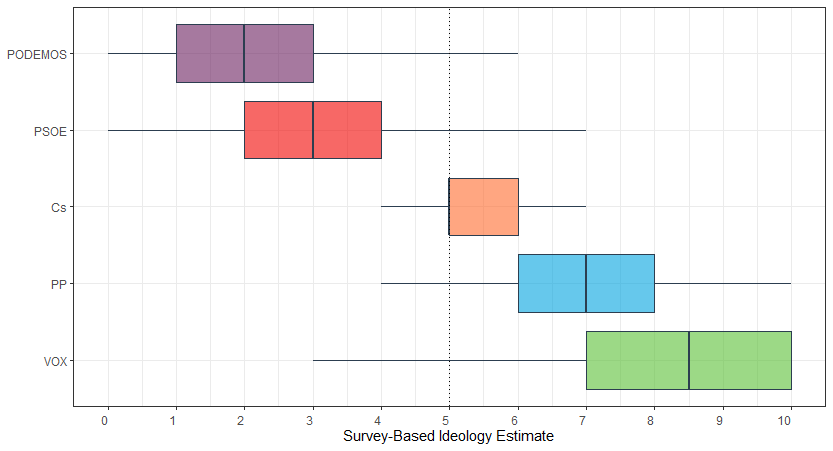 PODEMOS
PSOE
Cs
PP
VOX
0 1 2 3 4 5 6 7 8 9 10
Survey-Based Ideology Estimate